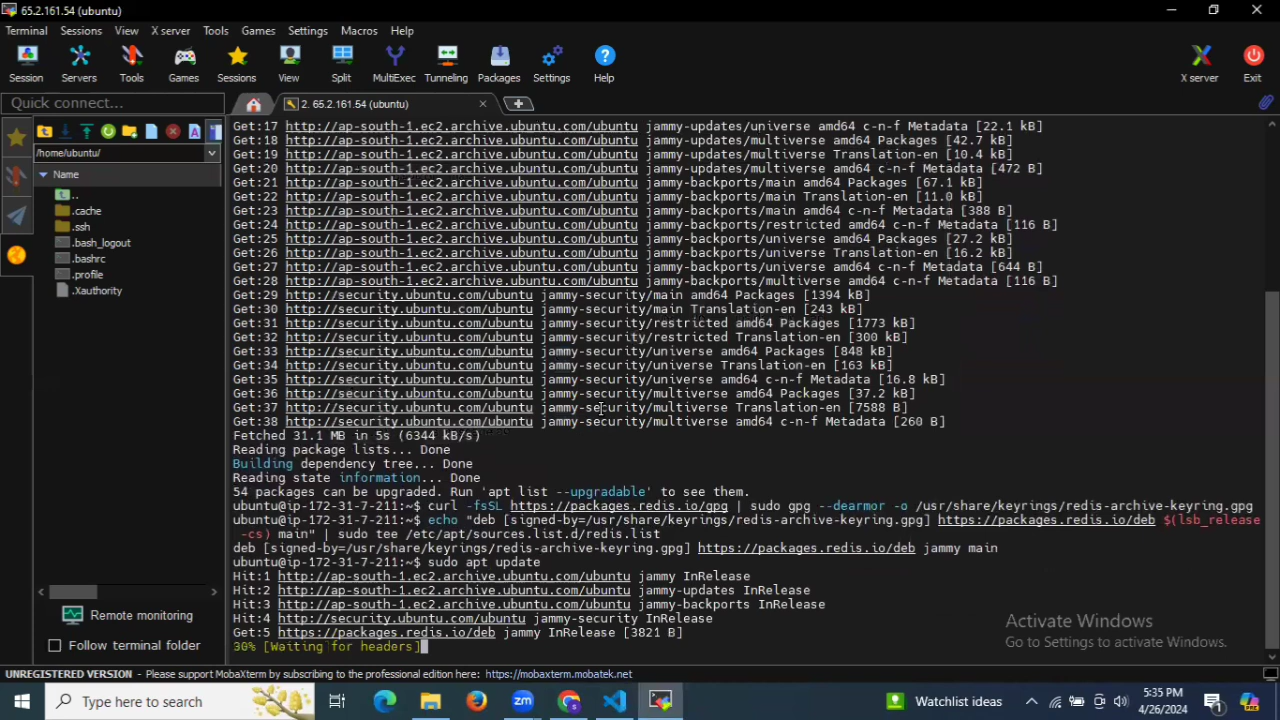 65.2.161.54 (ubuntu)
Terminal Sessions View X server Tools Games Settings Macros Help
Session Servers Tools Games Sessions View Split MultiExec Tunneling Packages Settings Help X server Exit
Quick connect...
2. 65.2.161.54 (ubuntu)
/home/ubuntu/
Name
..
.cache
.ssh
.bash_logout
.bashrc
.profile
.Xauthority
Remote monitoring
Follow terminal folder
Get:17 http://ap-south-1.ec2.archive.ubuntu.com/ubuntu jammy-updates/universe amd64 c-n-f Metadata [22.1 kB]
Get:18 http://ap-south-1.ec2.archive.ubuntu.com/ubuntu jammy-updates/multiverse amd64 Packages [42.7 kB]
Get:19 http://ap-south-1.ec2.archive.ubuntu.com/ubuntu jammy-updates/multiverse Translation-en [10.4 kB]
Get:20 http://ap-south-1.ec2.archive.ubuntu.com/ubuntu jammy-updates/multiverse amd64 c-n-f Metadata [472 B]
Get:21 http://ap-south-1.ec2.archive.ubuntu.com/ubuntu jammy-backports/main amd64 Packages [67.1 kB]
Get:22 http://ap-south-1.ec2.archive.ubuntu.com/ubuntu jammy-backports/main Translation-en [11.0 kB]
Get:23 http://ap-south-1.ec2.archive.ubuntu.com/ubuntu jammy-backports/main amd64 c-n-f Metadata [388 B]
Get:24 http://ap-south-1.ec2.archive.ubuntu.com/ubuntu jammy-backports/restricted amd64 c-n-f Metadata [116 B]
Get:25 http://ap-south-1.ec2.archive.ubuntu.com/ubuntu jammy-backports/universe amd64 Packages [27.2 kB]
Get:26 http://ap-south-1.ec2.archive.ubuntu.com/ubuntu jammy-backports/universe Translation-en [16.2 kB]
Get:27 http://ap-south-1.ec2.archive.ubuntu.com/ubuntu jammy-backports/universe amd64 c-n-f Metadata [644 B]
Get:28 http://ap-south-1.ec2.archive.ubuntu.com/ubuntu jammy-backports/multiverse amd64 c-n-f Metadata [116 B]
Get:29 http://security.ubuntu.com/ubuntu jammy-security/main amd64 Packages [1394 kB]
Get:30 http://security.ubuntu.com/ubuntu jammy-security/main Translation-en [243 kB]
Get:31 http://security.ubuntu.com/ubuntu jammy-security/restricted amd64 Packages [1773 kB]
Get:32 http://security.ubuntu.com/ubuntu jammy-security/restricted Translation-en [300 kB]
Get:33 http://security.ubuntu.com/ubuntu jammy-security/universe amd64 Packages [848 kB]
Get:34 http://security.ubuntu.com/ubuntu jammy-security/universe Translation-en [163 kB]
Get:35 http://security.ubuntu.com/ubuntu jammy-security/universe amd64 c-n-f Metadata [16.8 kB]
Get:36 http://security.ubuntu.com/ubuntu jammy-security/multiverse amd64 Packages [37.2 kB]
Get:37 http://security.ubuntu.com/ubuntu jammy-security/multiverse Translation-en [7588 B]
Get:38 http://security.ubuntu.com/ubuntu jammy-security/multiverse amd64 c-n-f Metadata [260 B]
Fetched 31.1 MB in 5s (6344 kB/s)
Reading package lists... Done
Building dependency tree... Done
Reading state information... Done
54 packages can be upgraded. Run 'apt list --upgradable' to see them.
ubuntu@ip-172-31-7-211:~$ curl -fsSL https://packages.redis.io/gpg | sudo gpg --dearmor -o /usr/share/keyrings/redis-archive-keyring.gpg
ubuntu@ip-172-31-7-211:~$ echo "deb [signed-by=/usr/share/keyrings/redis-archive-keyring.gpg] https://packages.redis.io/deb $(lsb_release
-cs) main" | sudo tee /etc/apt/sources.list.d/redis.list
deb [signed-by=/usr/share/keyrings/redis-archive-keyring.gpg] https://packages.redis.io/deb jammy main
ubuntu@ip-172-31-7-211:~$ sudo apt update
Hit:1 http://ap-south-1.ec2.archive.ubuntu.com/ubuntu jammy InRelease
Hit:2 http://ap-south-1.ec2.archive.ubuntu.com/ubuntu jammy-updates InRelease
Hit:3 http://ap-south-1.ec2.archive.ubuntu.com/ubuntu jammy-backports InRelease
Hit:4 http://security.ubuntu.com/ubuntu jammy-security InRelease
Get:5 https://packages.redis.io/deb jammy InRelease [3821 B]
30% [Waiting for headers]
Activate Windows
Go to Settings to activate Windows.
UNREGISTERED VERSION - Please support MobaXterm by subscribing to the professional edition here: https://mobaxterm.mobatek.net
Type here to search
Watchlist ideas
5:35 PM
4/26/2024